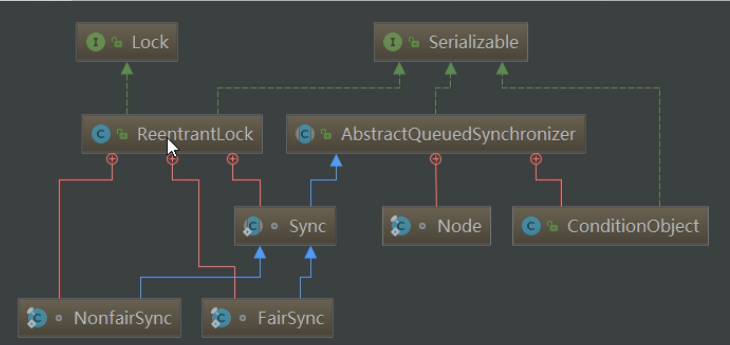 Lock
Serializable
ReentrantLock
AbstractQueuedSynchronizer
Sync
Node
ConditionObject
NonfairSync
FairSync